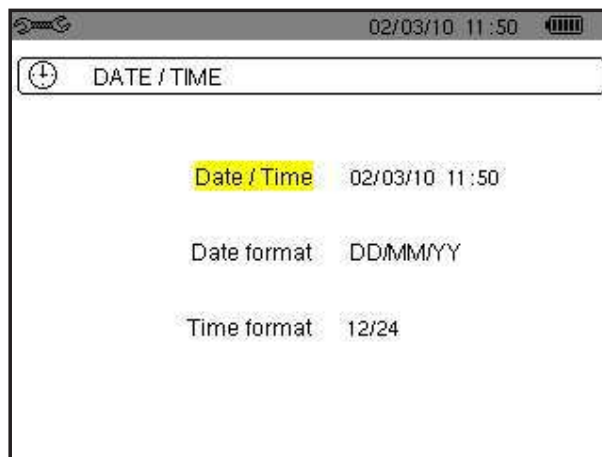 02/03/10 11:50
DATE / TIME
Date / Time 02/03/10 11:50
Date format DD/MM/YY
Time format 12/24